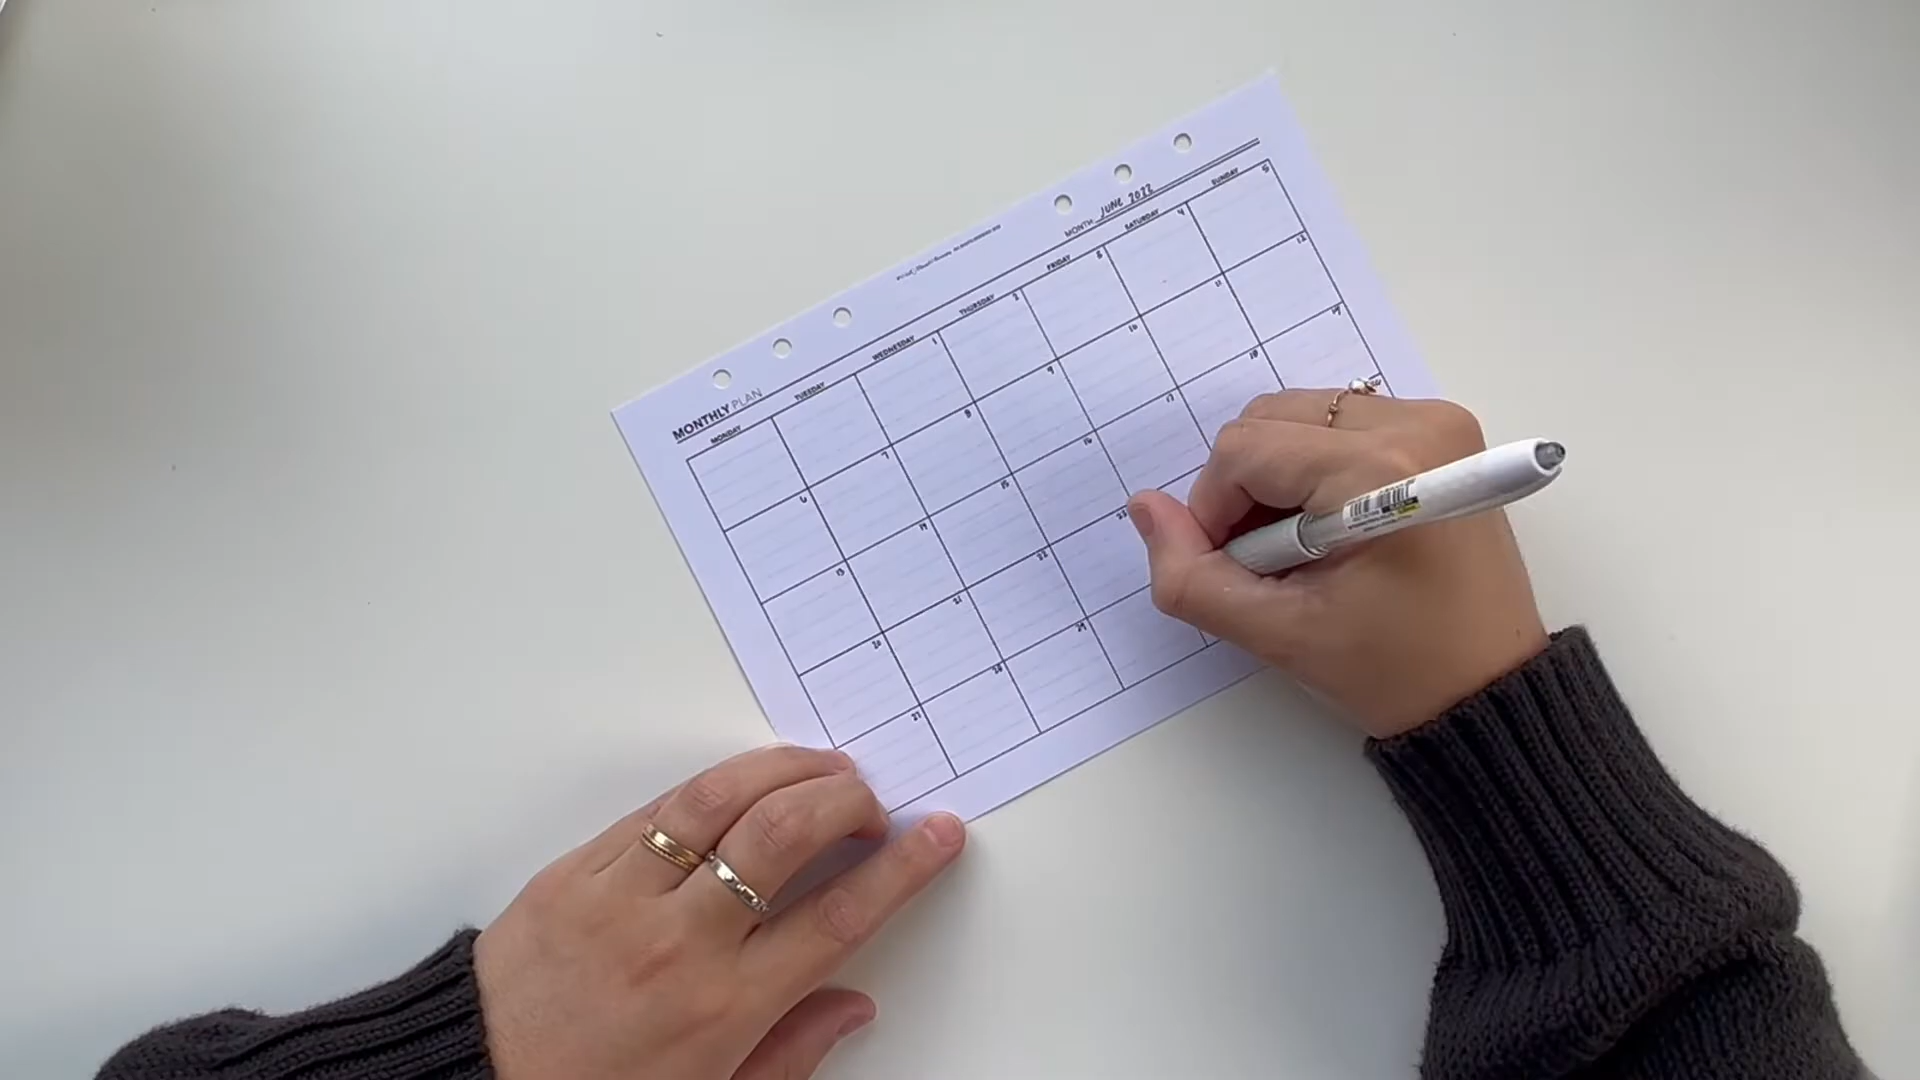 MONTHLY PLAN
MONTH: JUNE 2022
MONDAY TUESDAY WEDNESDAY THURSDAY FRIDAY SATURDAY SUNDAY
1 2 3 4 5
6 7 8 9 10 11 12
13 14 15 16 17 18 19
20 21 22 23 26
27 28 29